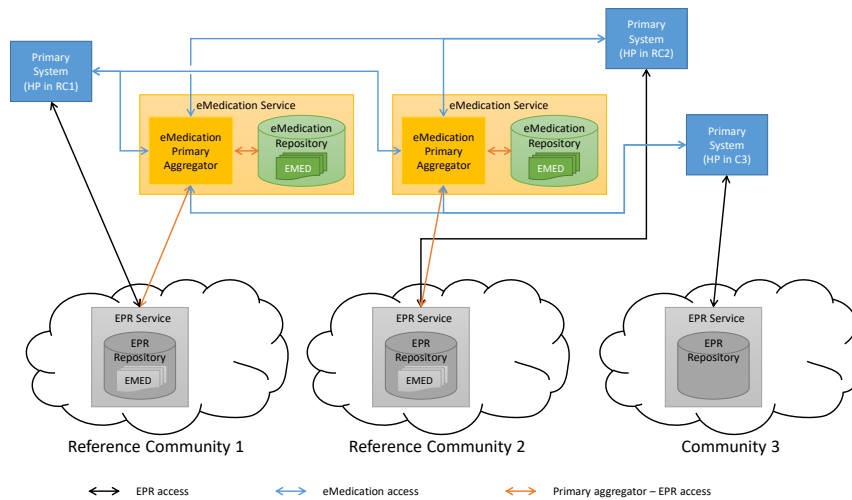 Primary
System
(HP in RC1)
Primary
System
(HP in RC2)
eMedication Service
eMedication
Primary
Aggregator
eMedication
Repository
EMED
eMedication Service
eMedication
Primary
Aggregator
eMedication
Repository
EMED
Primary
System
(HP in C3)
EPR Service
EPR
Repository
EMED
Reference Community 1
EPR Service
EPR
Repository
EMED
Reference Community 2
EPR Service
EPR
Repository
Community 3
EPR access
eMedication access
Primary aggregator – EPR access